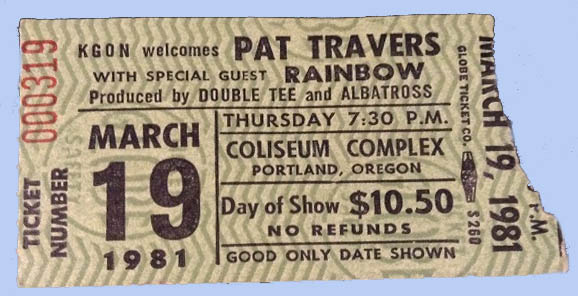 000319
TICKET
NUMBER
KGON welcomes PAT TRAVERS
WITH SPECIAL GUEST RAINBOW
Produced by DOUBLE TEE and ALBATROSS
MARCH
19
1981
THURSDAY 7:30 P.M.
COLISEUM COMPLEX
PORTLAND, OREGON
Day of Show $10.50
NO REFUNDS
GOOD ONLY DATE SHOWN
GLOBE TICKET CO.
$260
MARCH 19, 1981
P.M.